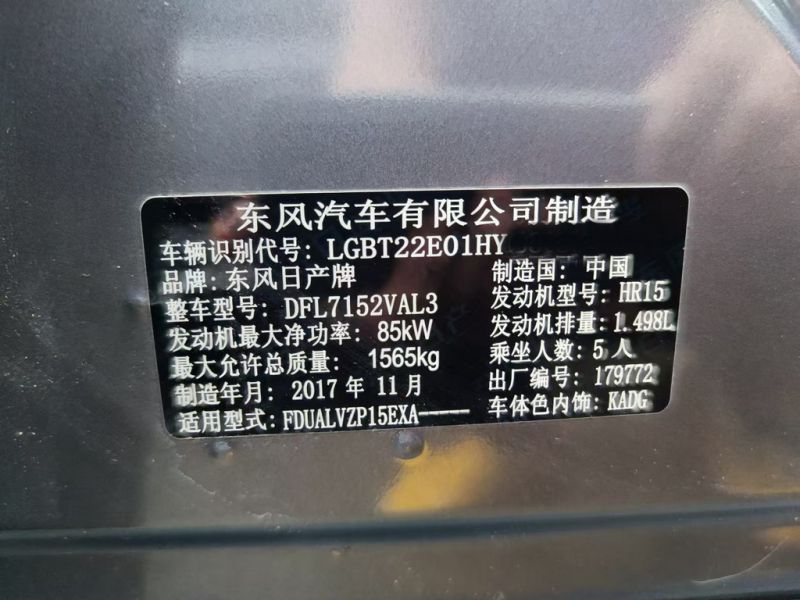 东风汽车有限公司制造
车辆识别代号: LGBT22E01HY
品牌: 东风日产牌 制造国: 中国
整车型号: DFL7152VAL3 发动机型号: HR15
发动机最大净功率: 85kW 发动机排量: 1.498L
最大允许总质量: 1565kg 乘坐人数: 5 人
制造年月: 2017 年 11 月 出厂编号: 179772
适用型式: FDUALVZP15EXA----- 车体色内饰: KADG